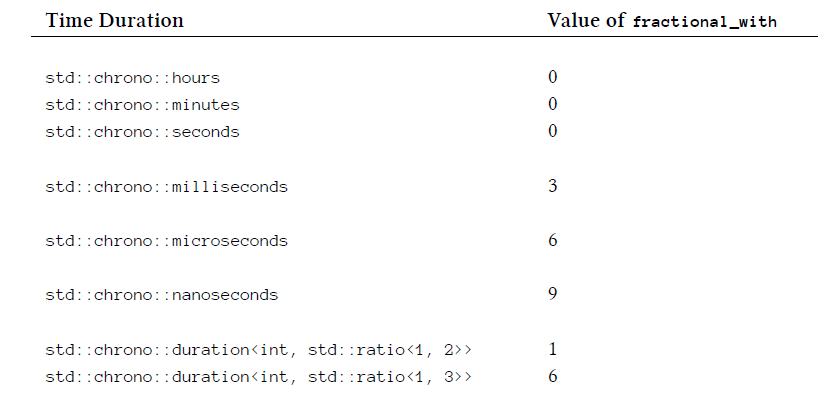 Time Duration Value of fractional_with
std::chrono::hours 0
std::chrono::minutes 0
std::chrono::seconds 0
std::chrono::milliseconds 3
std::chrono::microseconds 6
std::chrono::nanoseconds 9
std::chrono::duration<int, std::ratio<1, 2>> 1
std::chrono::duration<int, std::ratio<1, 3>> 6